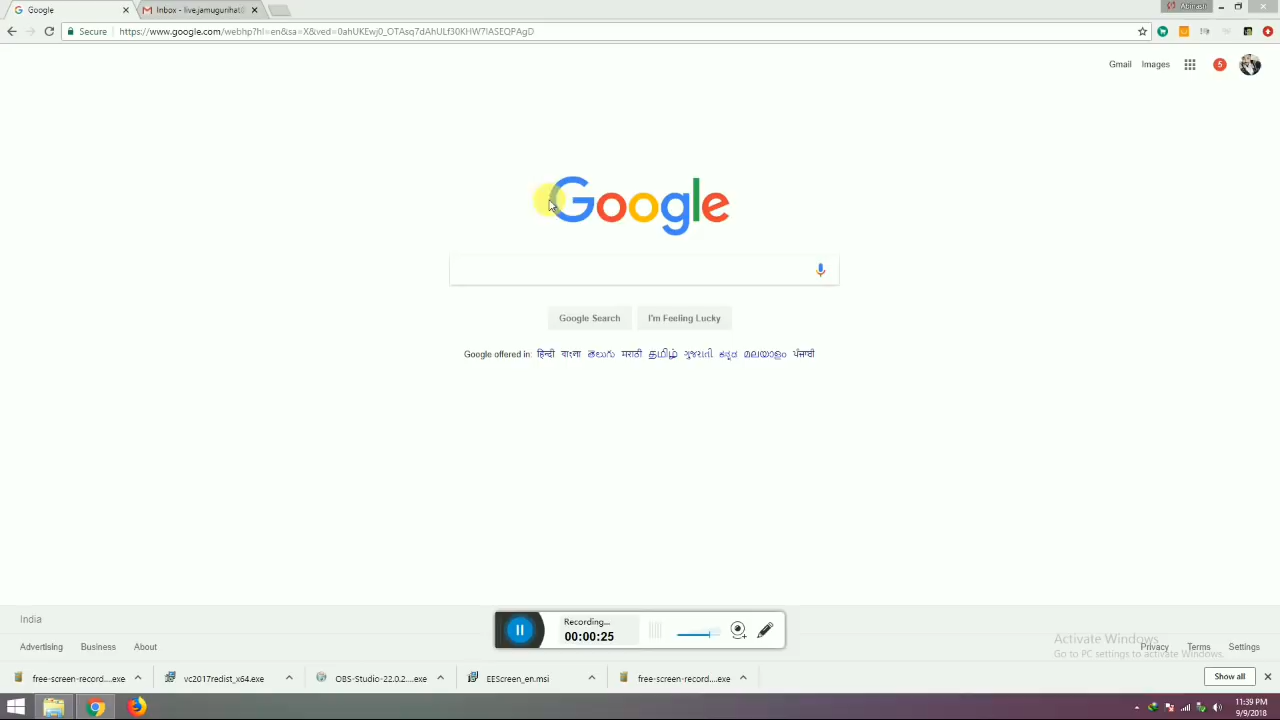 Google
Inbox - live.jamugurihat
Abinash
Secure
https://www.google.com/webhp?hl=en&sa=X&ved=0ahUKEwj0_OTAsq7dAhULf30KHW7lASEQPAgD
Gmail Images 5
Google
Google Search I'm Feeling Lucky
Google offered in: हिन्दी বাংলা తెలుగు मराठी தமிழ் ગુજરાતી ಕನ್ನಡ മലയാളം ਪੰਜਾਬੀ
India
Recording...
00:00:25
Activate Windows
Go to PC settings to activate Windows.
Advertising Business About Privacy Terms Settings
free-screen-record....exe vc2017redist_x64.exe OBS-Studio-22.0.2....exe EEScreen_en.msi free-screen-record....exe Show all
11:39 PM
9/9/2018